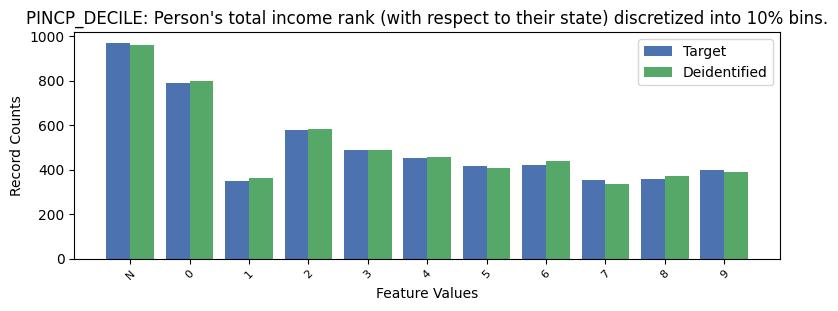 PINCP_DECILE: Person's total income rank (with respect to their state) discretized into 10% bins.
1000
800
600
400
200
0
Record Counts
Target
Deidentified
N 0 1 2 3 4 5 6 7 8 9
Feature Values